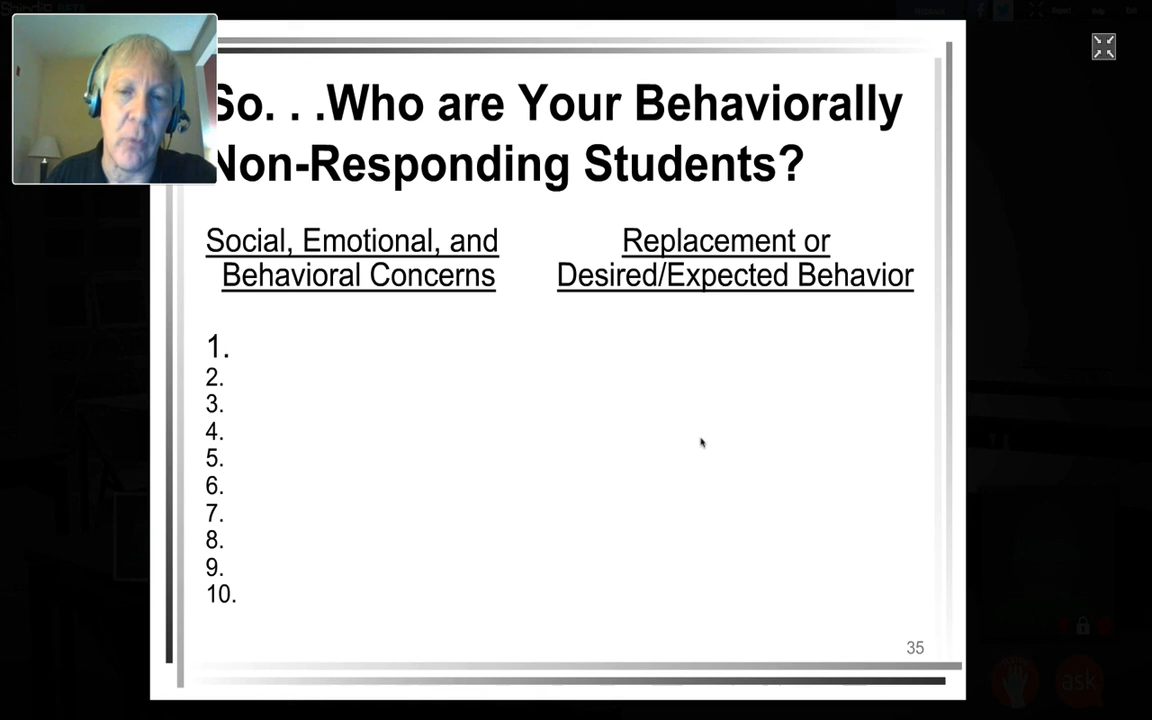 So. . .Who are Your Behaviorally
Non-Responding Students?
Social, Emotional, and
Behavioral Concerns
Replacement or
Desired/Expected Behavior
1.
2.
3.
4.
5.
6.
7.
8.
9.
10.
35
ask